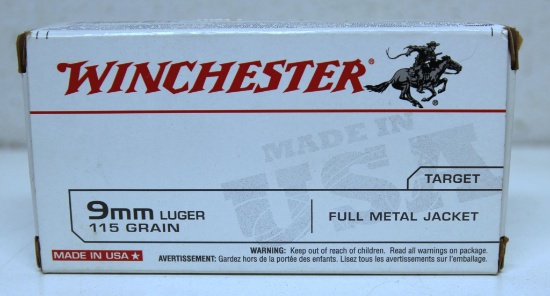 WINCHESTER®
MADE IN
USA
TARGET
9mm LUGER
115 GRAIN
FULL METAL JACKET
MADE IN USA★
WARNING: Keep out of reach of children. Read all warnings on package.
AVERTISSEMENT: Gardez hors de la portée des enfants. Lisez tous les avertissements sur l'emballage.